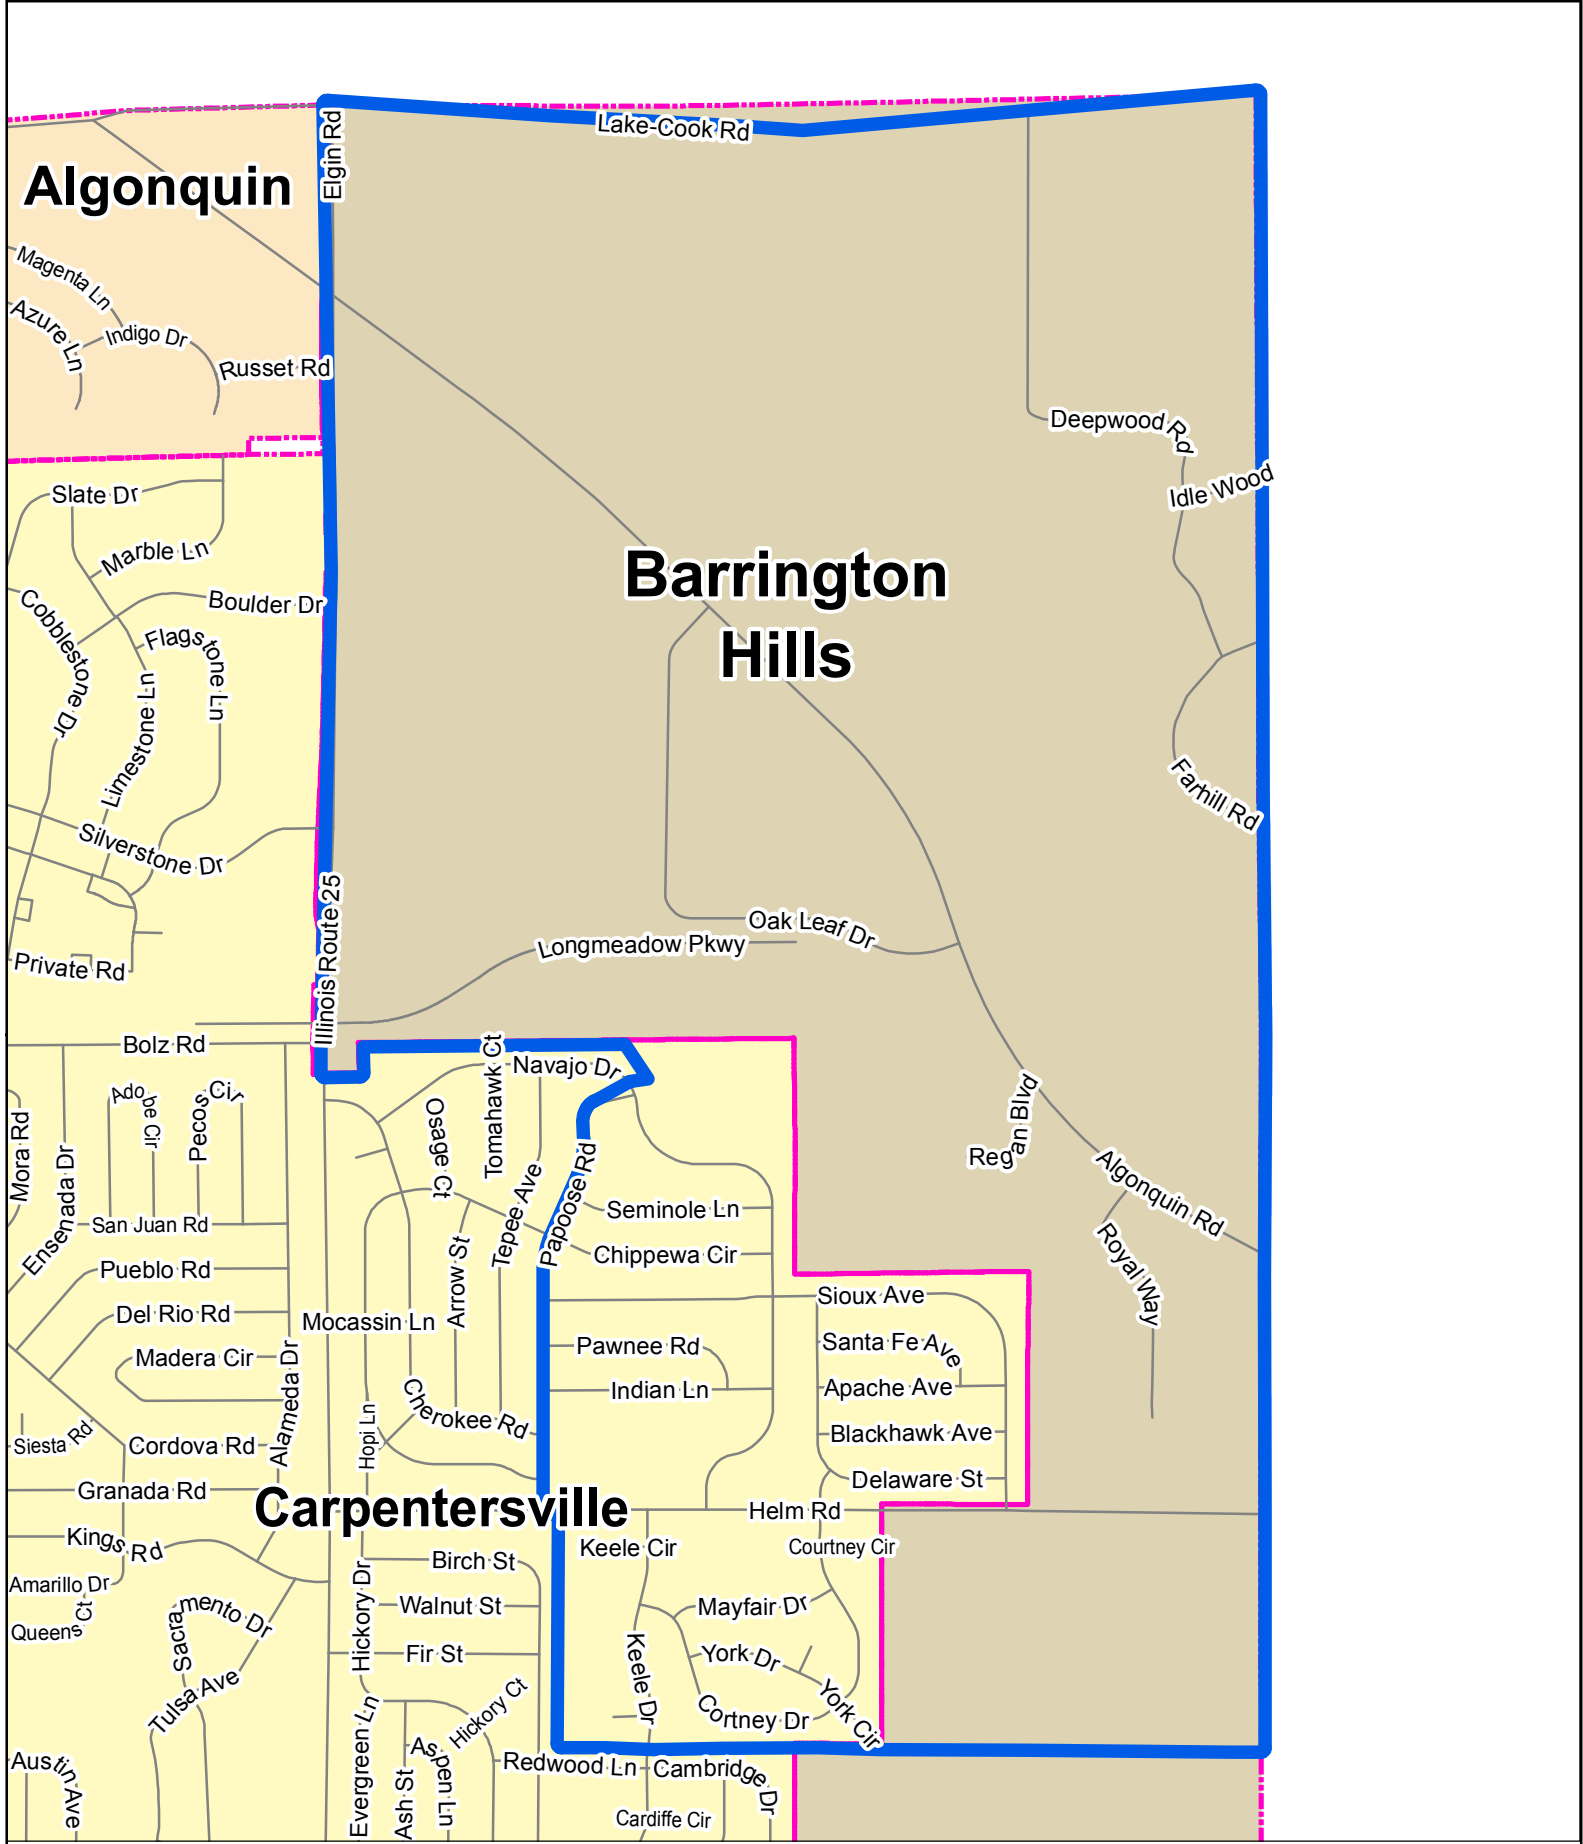 Lake-Cook Rd
Elgin Rd
Algonquin
Magenta Ln
Azure Ln
Indigo Dr
Russet Rd
Deepwood Rd
Idle Wood
Slate Dr
Marble Ln
Boulder Dr
Barrington
Hills
Cobblestone Dr
Flagstone Ln
Limestone Ln
Farhill Rd
Silverstone Dr
Illinois Route 25
Oak Leaf Dr
Longmeadow Pkwy
Private Rd
Bolz Rd
Tomahawk Ct
Navajo Dr
Adobe Cir
Pecos Cir
Osage Ct
Mora Rd
Ensenada Dr
Regan Blvd
Algonquin Rd
Papoose Rd
Tepee Ave
San Juan Rd
Seminole Ln
Arrow St
Chippewa Cir
Royal Way
Pueblo Rd
Sioux Ave
Del Rio Rd
Mocassin Ln
Santa Fe Ave
Pawnee Rd
Madera Cir
Alameda Dr
Indian Ln
Apache Ave
Cherokee Rd
Hopi Ln
Blackhawk Ave
Siesta Rd
Cordova Rd
Delaware St
Granada Rd
Carpentersville
Helm Rd
Kings Rd
Keele Cir
Courtney Cir
Birch St
Amarillo Dr
Hickory Dr
Walnut St
Mayfair Dr
Queens Ct
Sacramento Dr
Fir St
York Dr
Keele Dr
Tulsa Ave
Hickory Ct
Cortney Dr
York Cir
Evergreen Ln
Aspen Ln
Redwood Ln
Cambridge Dr
Austin Ave
Ash St
Cardiffe Cir